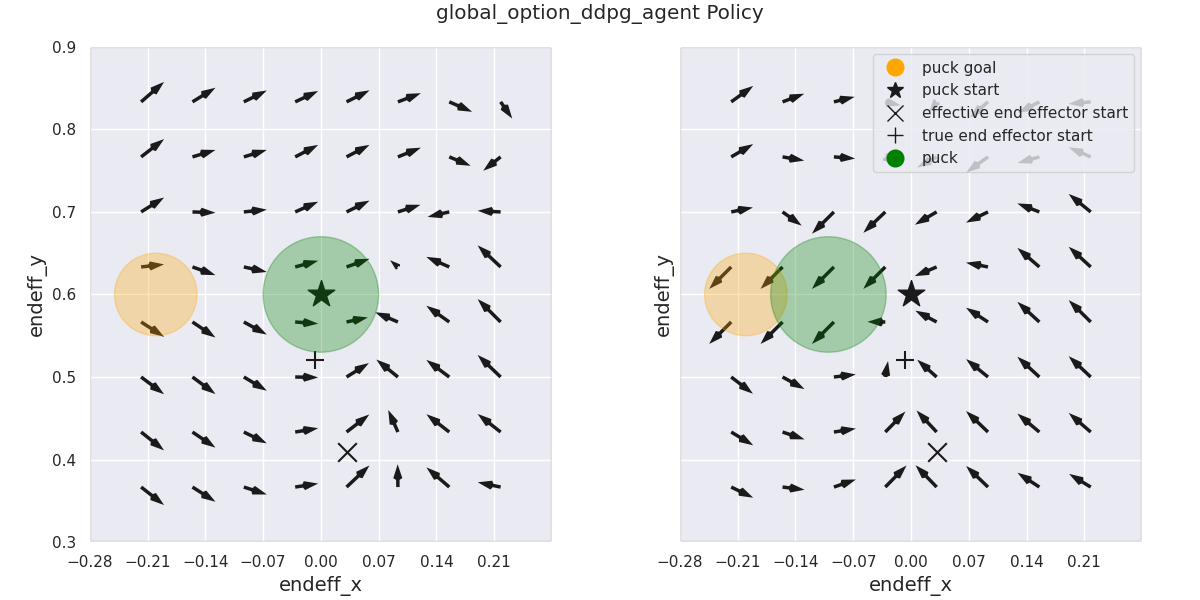 global_option_ddpg_agent Policy
0.9
0.8
0.7
0.6
0.5
0.4
0.3
endeff_y
−0.28 −0.21 −0.14 −0.07 0.00 0.07 0.14 0.21
endeff_x
puck goal
puck start
effective end effector start
true end effector start
puck
endeff_y
−0.28 −0.21 −0.14 −0.07 0.00 0.07 0.14 0.21
endeff_x